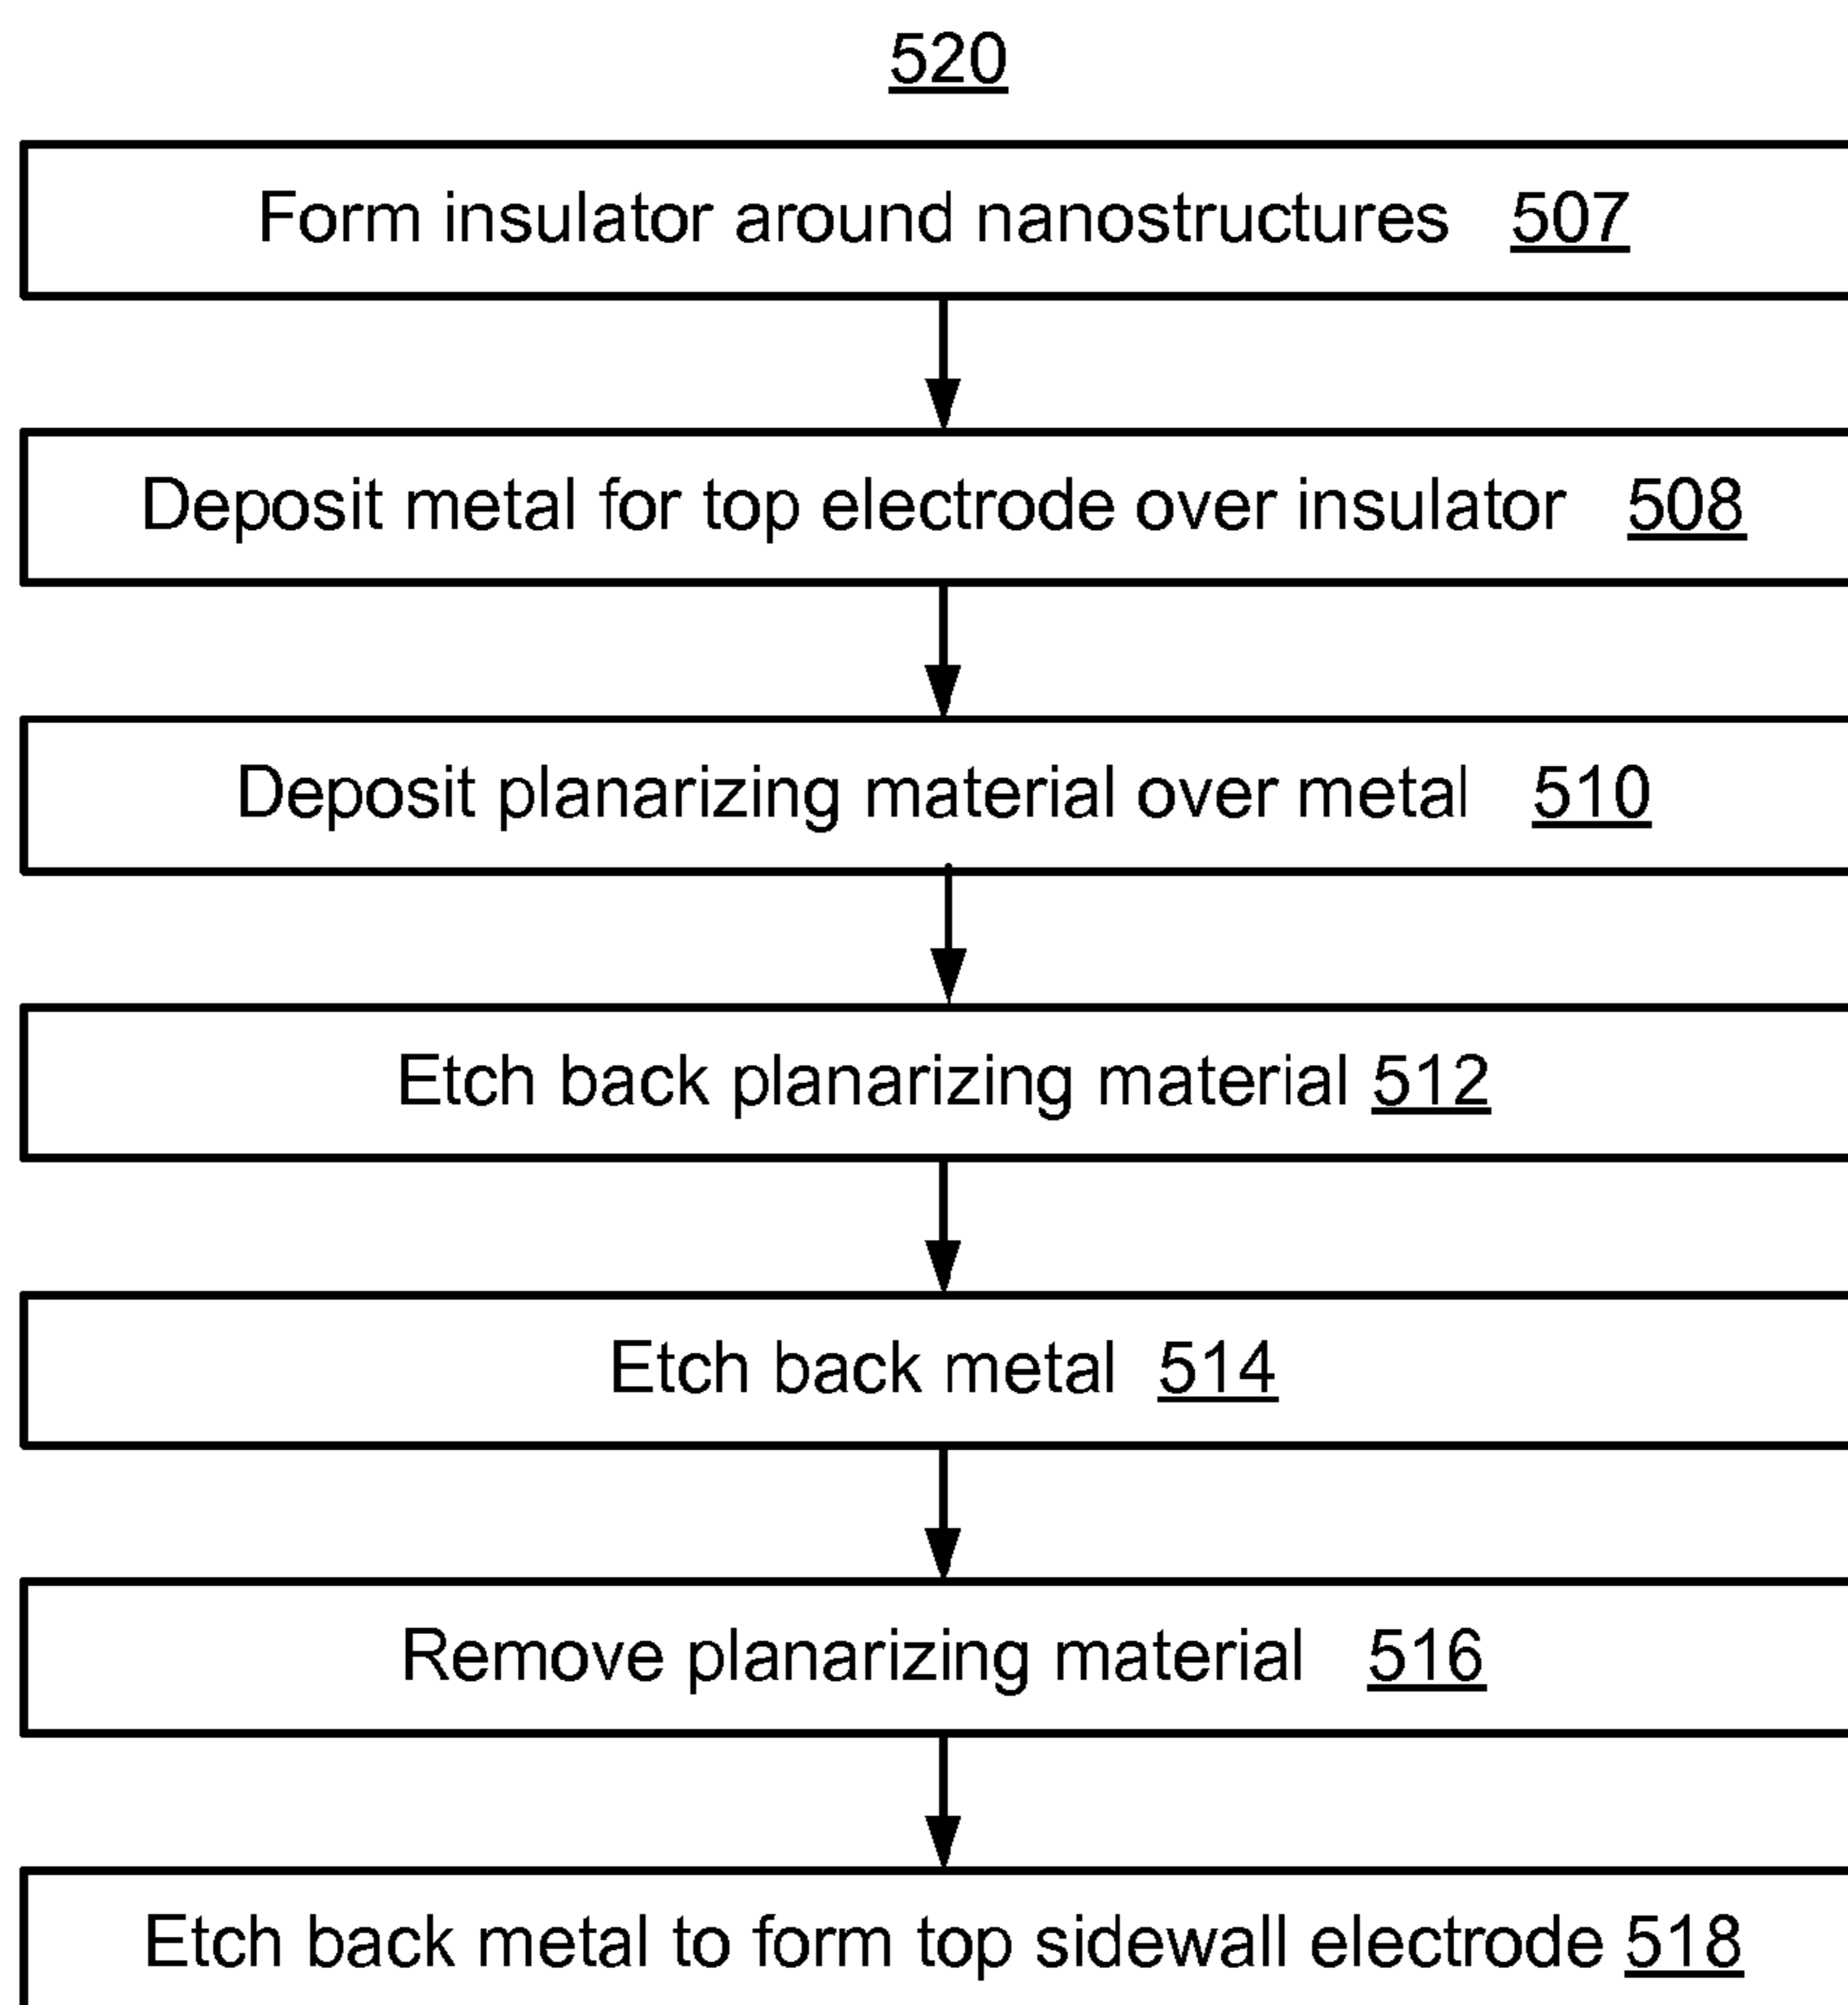 520
Form insulator around nanostructures 507
Deposit metal for top electrode over insulator 508
Deposit planarizing material over metal 510
Etch back planarizing material 512
Etch back metal 514
Remove planarizing material 516
Etch back metal to form top sidewall electrode 518